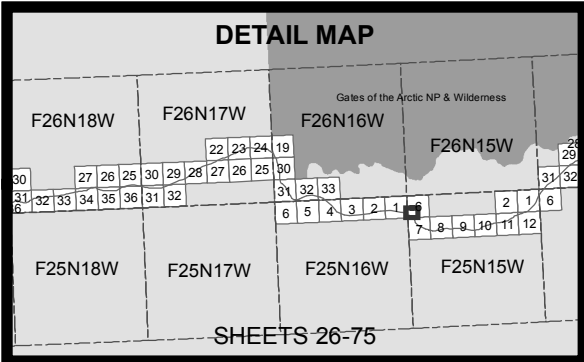 DETAIL MAP
Gates of the Arctic NP & Wilderness
F26N18W
F26N17W
F26N16W
F26N15W
22 23 24 19
28
29
30
27 26 25 30 29 28 27 26 25 30
31 32
31 32 33 34 35 36 31 32
31 32 33
6
6 5 4 3 2 1 6
2 1 6
7 8 9 10 11 12
F25N18W
F25N17W
F25N16W
F25N15W
SHEETS 26-75